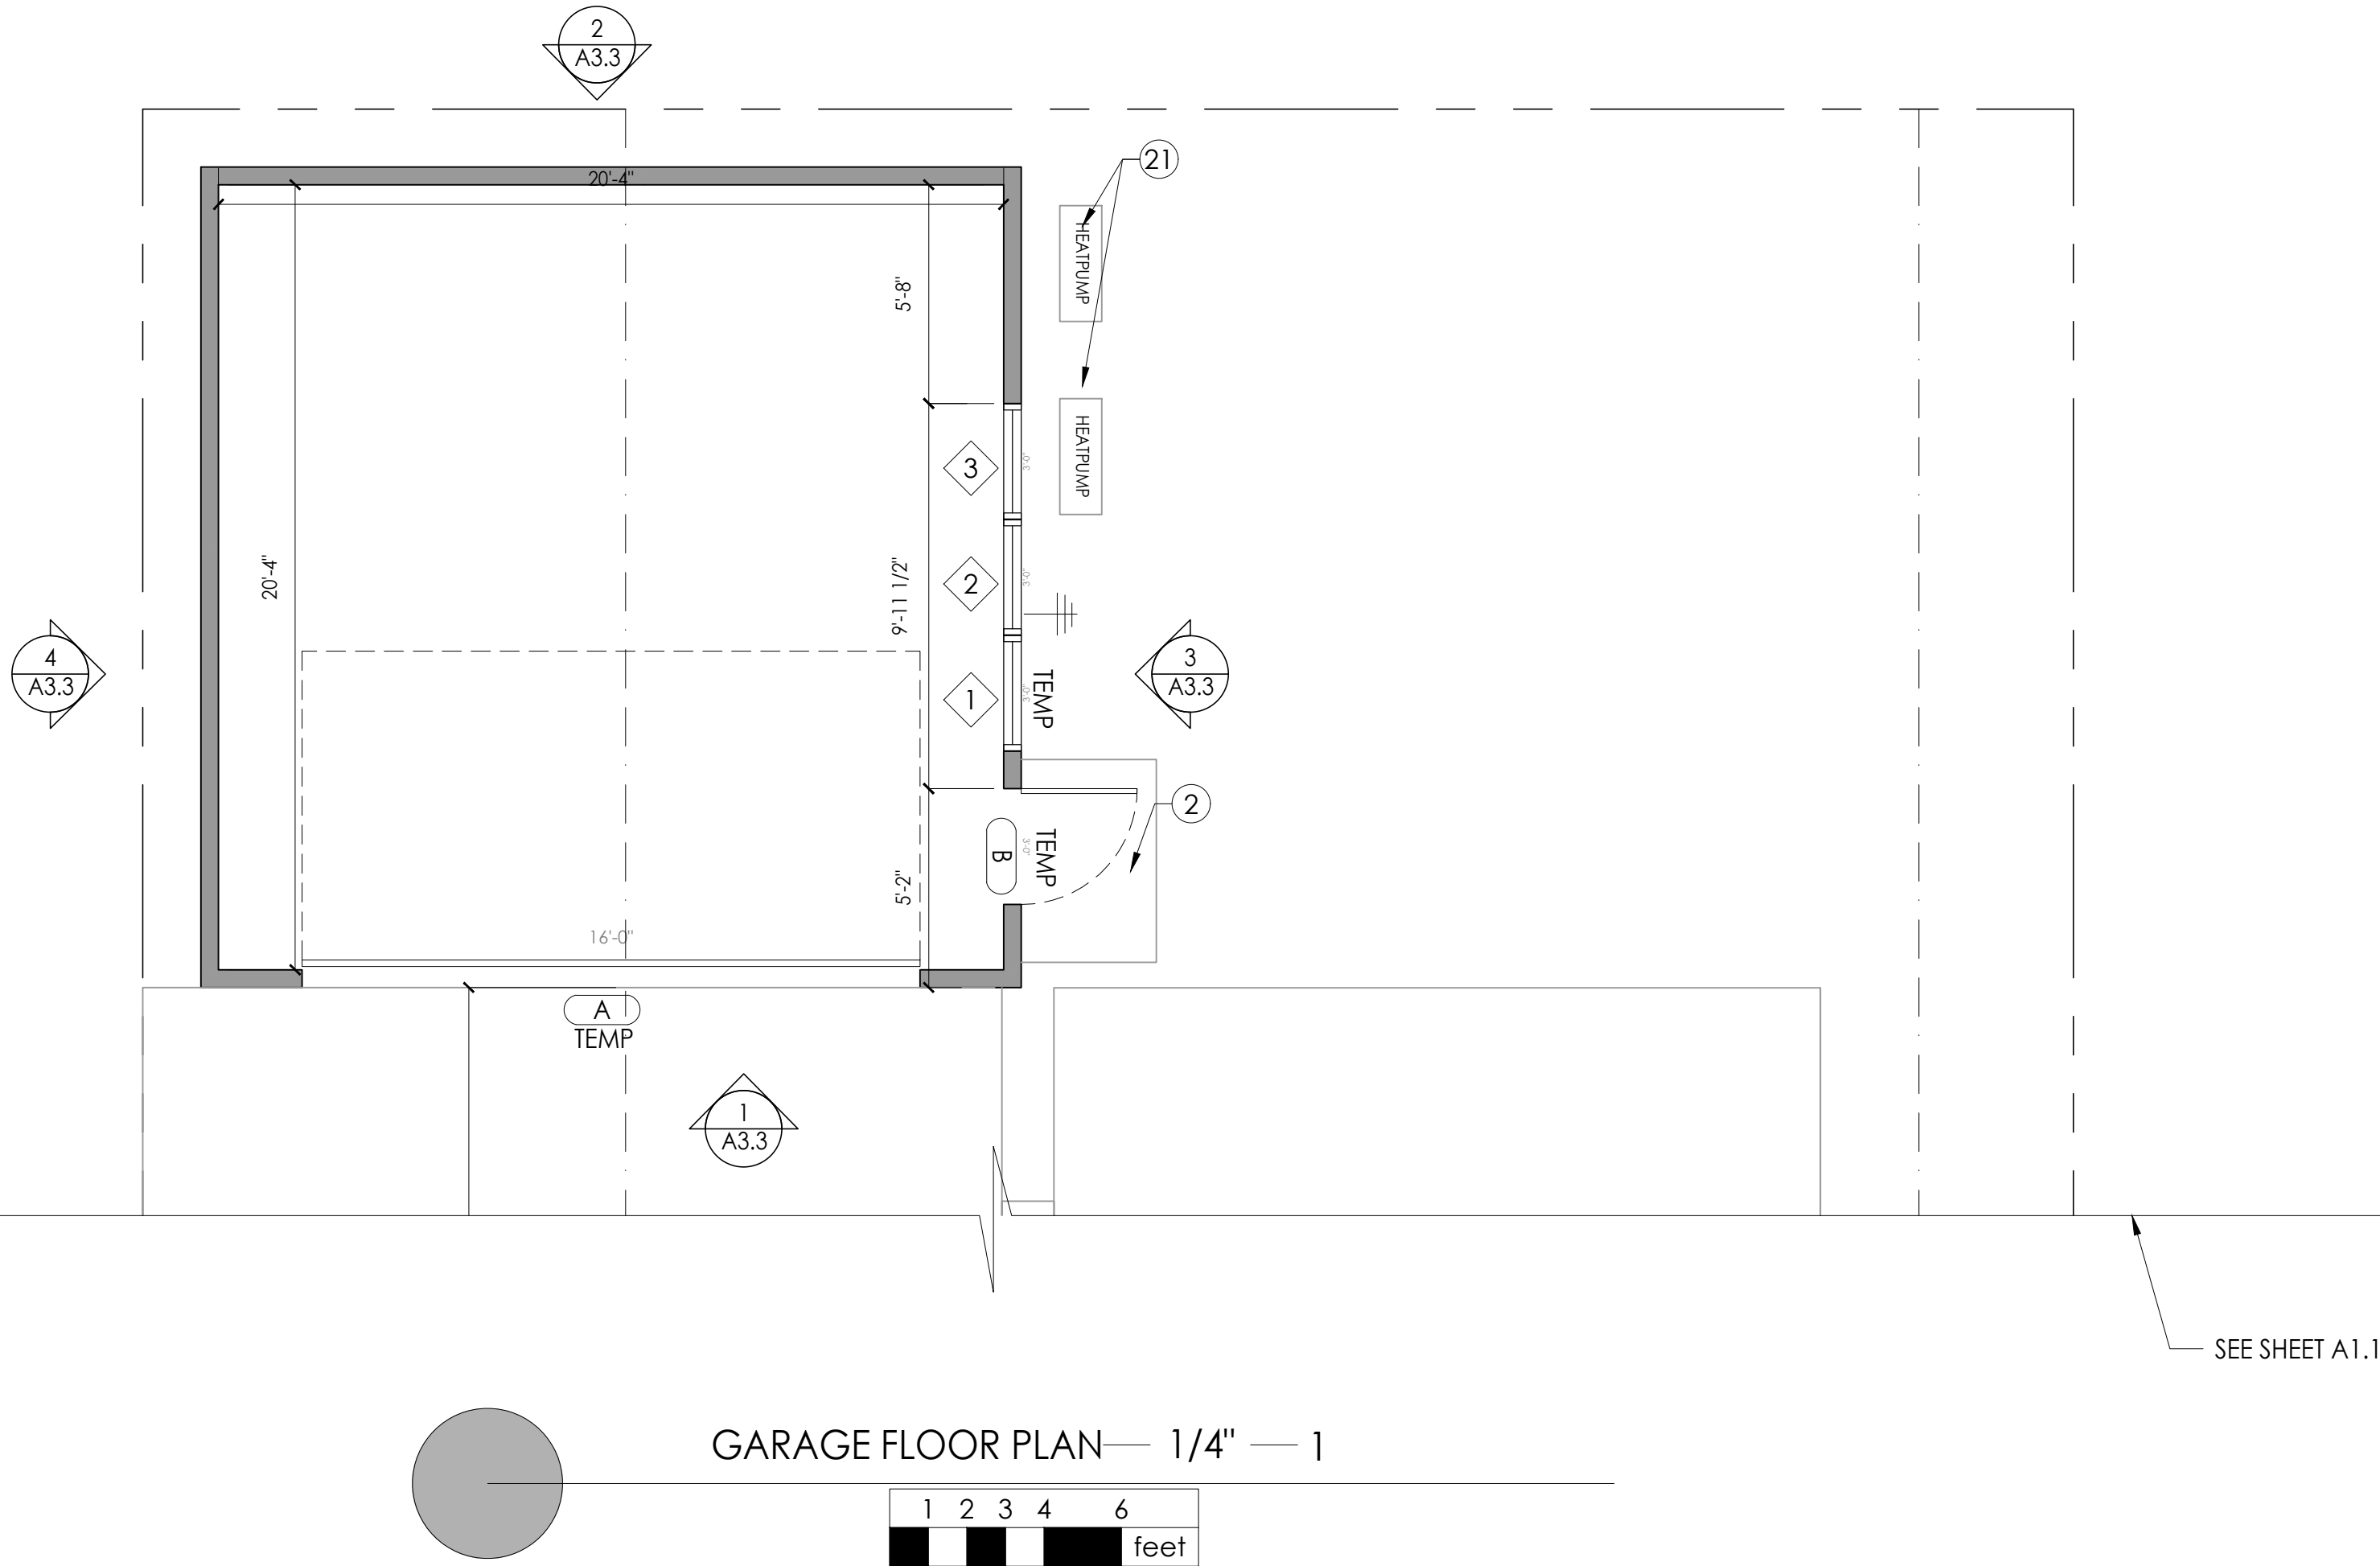 2
A3.3
21
20'-4"
HEATPUMP
5'-8"
3
3'-0"
HEATPUMP
20'-4"
9'-11 1/2"
2
3'-0"
4
A3.3
3
A3.3
1
3'-0"
TEMP
2
B
3'-0"
TEMP
5'-2"
16'-0"
A
TEMP
1
A3.3
SEE SHEET A1.1
GARAGE FLOOR PLAN 1/4" 1
1 2 3 4 6
feet